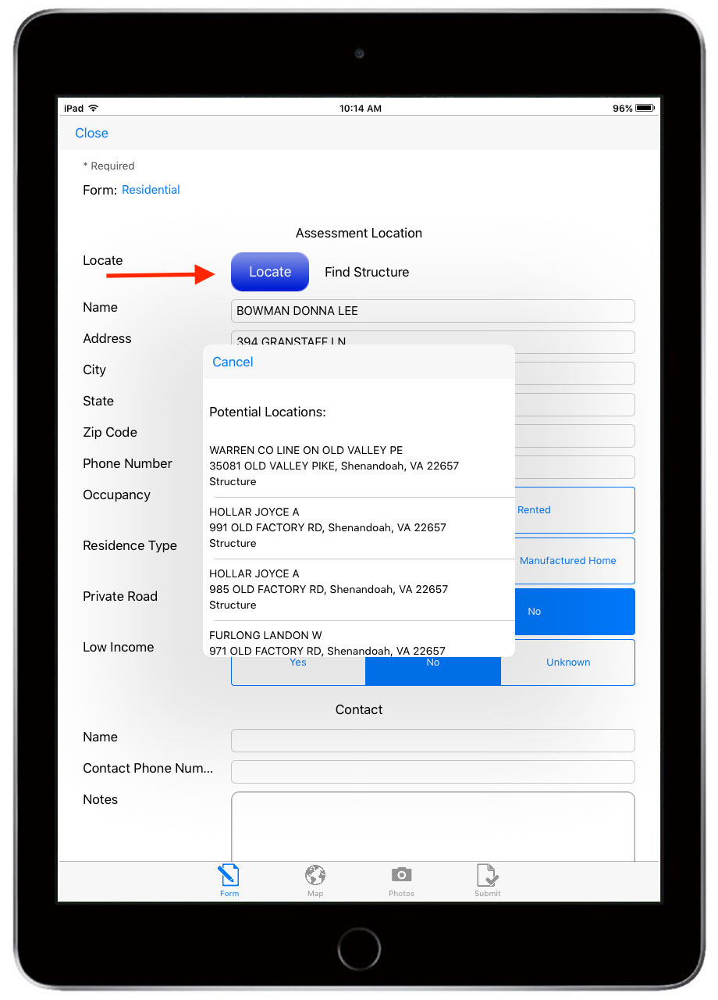 iPad 10:14 AM 96%
Close
* Required
Form: Residential
Assessment Location
Locate
Locate Find Structure
Name BOWMAN DONNA LEE
Address 394 GRANSTAFF LN
City
State
Zip Code
Phone Number
Occupancy Rented
Residence Type Manufactured Home
Private Road No
Low Income Yes No Unknown
Cancel
Potential Locations:
WARREN CO LINE ON OLD VALLEY PE
35081 OLD VALLEY PIKE, Shenandoah, VA 22657
Structure
HOLLAR JOYCE A
991 OLD FACTORY RD, Shenandoah, VA 22657
Structure
HOLLAR JOYCE A
985 OLD FACTORY RD, Shenandoah, VA 22657
Structure
FURLONG LANDON W
971 OLD FACTORY RD, Shenandoah, VA 22657
Contact
Name
Contact Phone Num...
Notes
Form Map Photos Submit